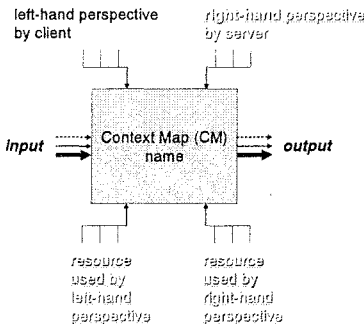 left-hand perspective
by client
right-hand perspective
by server
input
Context Map (CM)
name
output
resource
used by
left-hand
perspective
resource
used by
right-hand
perspective